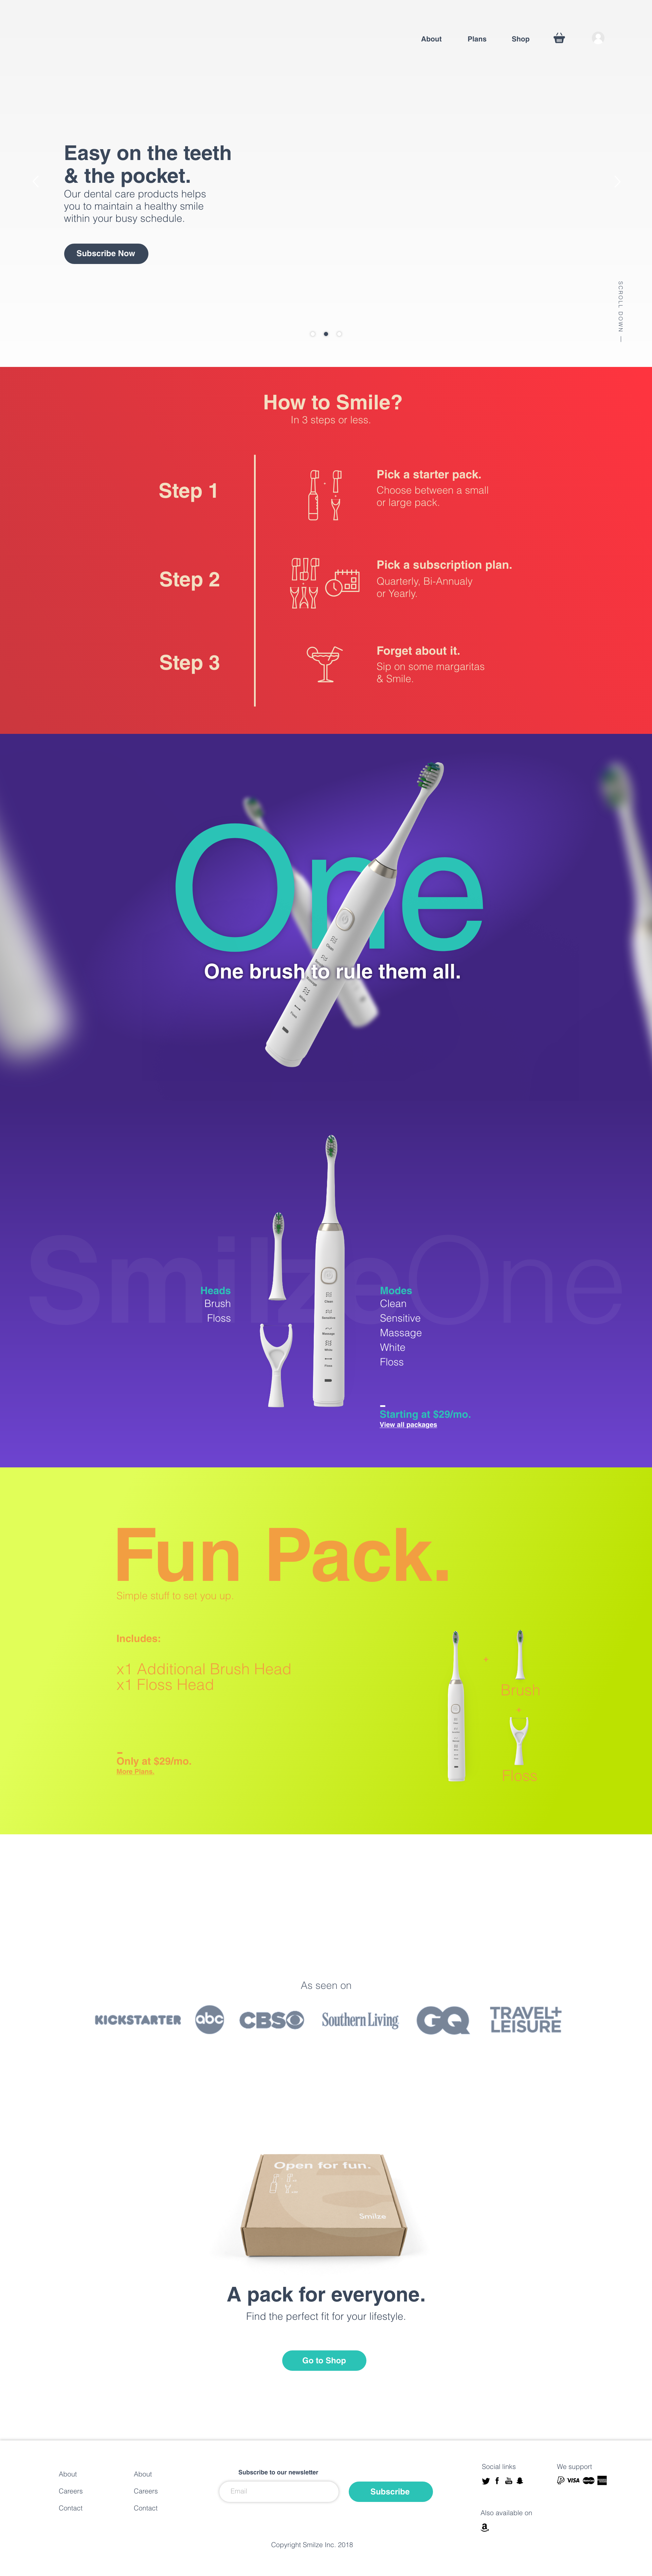 About
Plans
Shop
Easy on the teeth
& the pocket.
Our dental care products helps
you to maintain a healthy smile
within your busy schedule.
Subscribe Now
SCROLL DOWN —
How to Smile?
In 3 steps or less.
Step 1
Pick a starter pack.
Choose between a small
or large pack.
Step 2
Pick a subscription plan.
Quarterly, Bi-Annualy
or Yearly.
Step 3
Forget about it.
Sip on some margaritas
& Smile.
One
One brush to rule them all.
SmilzeOne
Heads
Brush
Floss
Clean
Sensitive
Massage
White
Floss
Modes
Clean
Sensitive
Massage
White
Floss
Starting at $29/mo.
View all packages
Fun Pack.
Simple stuff to set you up.
Includes:
x1 Additional Brush Head
x1 Floss Head
+
Brush
+
Floss
Only at $29/mo.
More Plans.
As seen on
KICKSTARTER
abc
CBS
Southern Living
GQ
TRAVEL+
LEISURE
Open for fun.
Smilze
A pack for everyone.
Find the perfect fit for your lifestyle.
Go to Shop
About
Careers
Contact
About
Careers
Contact
Subscribe to our newsletter
Email
Subscribe
Social links
We support
VISA
Also available on
Copyright Smilze Inc. 2018